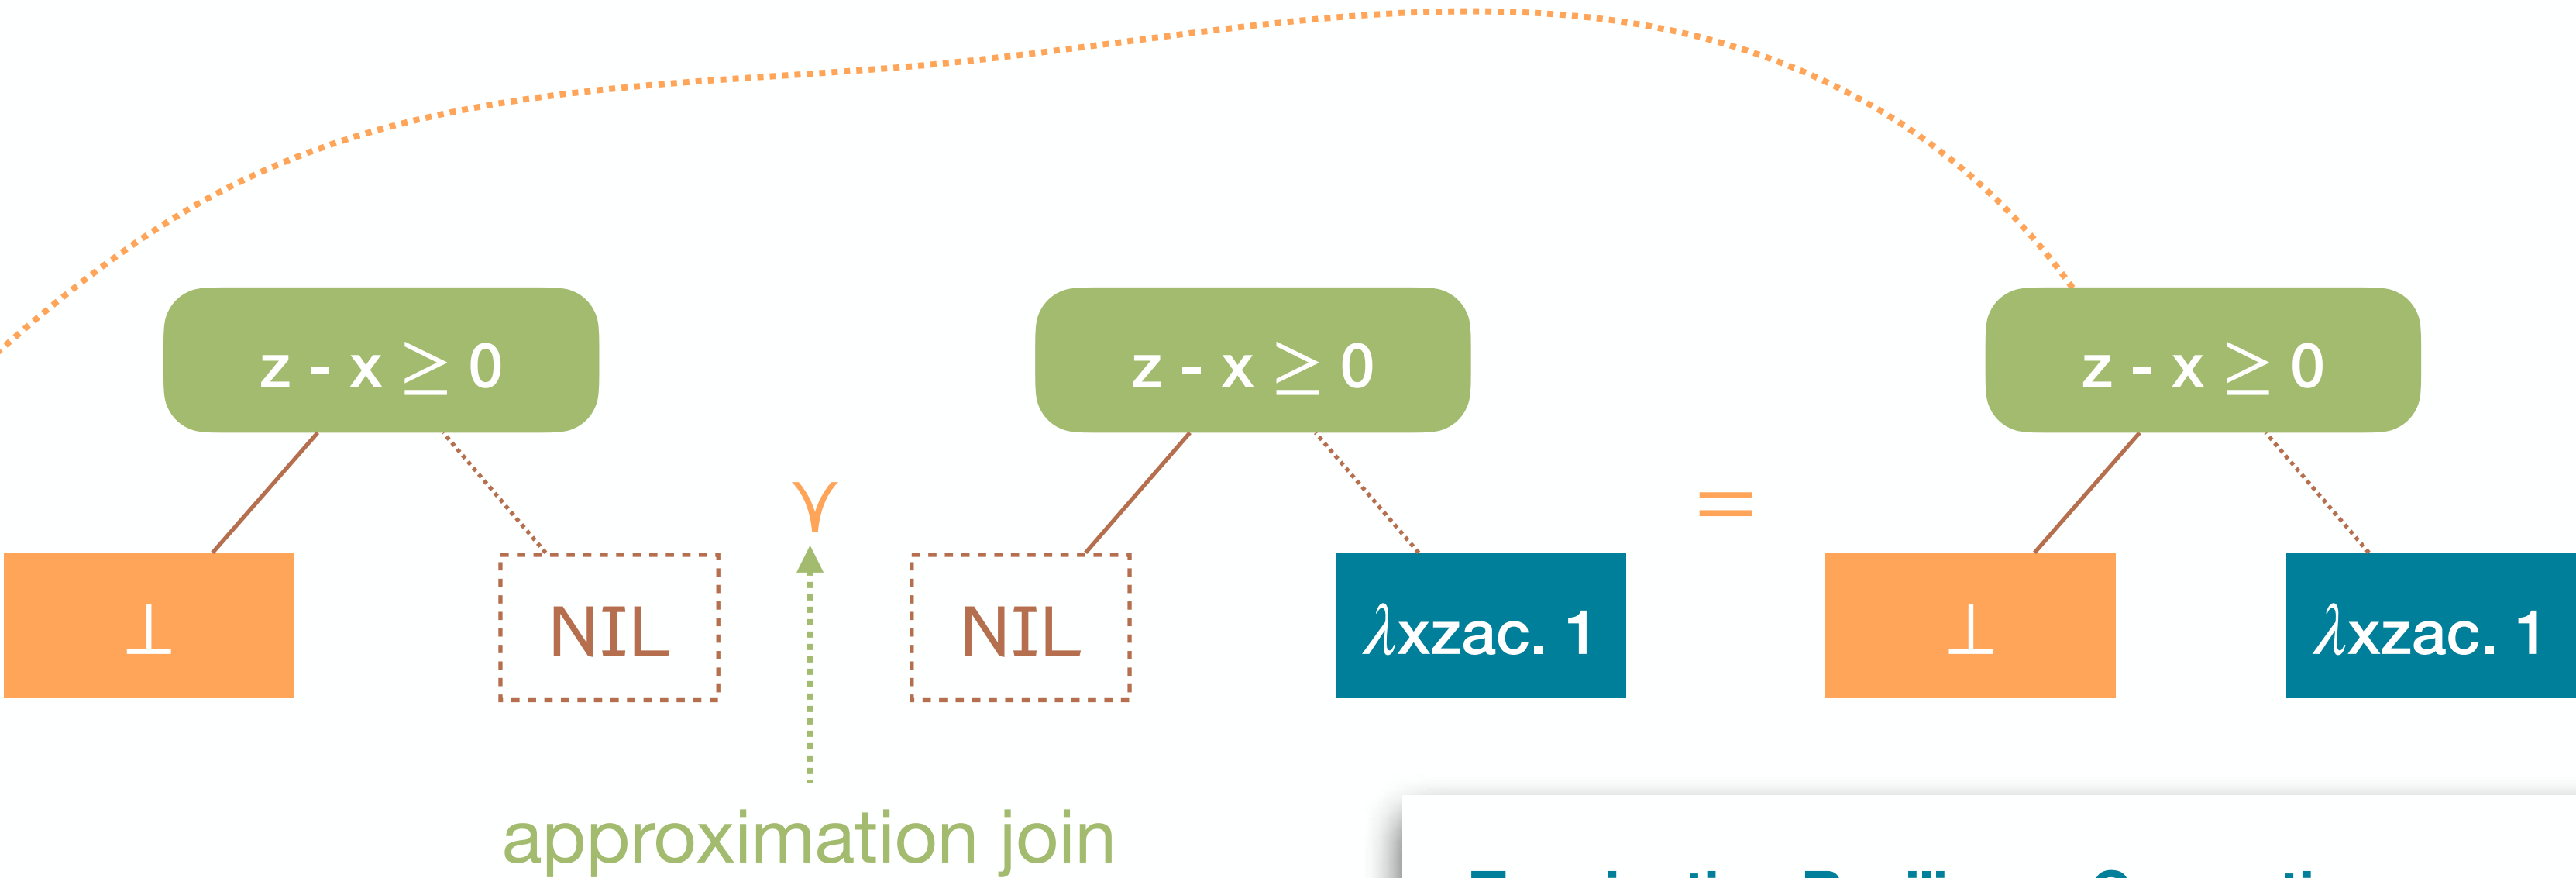 z - x ≥ 0
z - x ≥ 0
z - x ≥ 0
⋎
=
⊥
NIL
NIL
λxzac. 1
⊥
λxzac. 1
approximation join